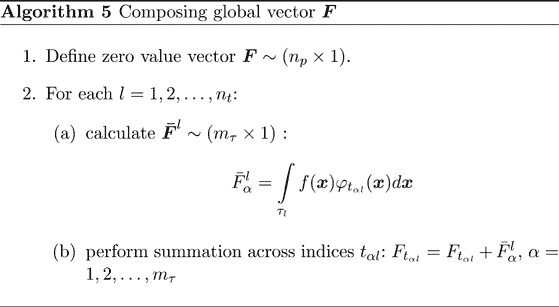 Algorithm 5 Composing global vector F
1. Define zero value vector F ∼ (n_p × 1).
2. For each l = 1, 2, . . . , n_t:
(a) calculate F̄^l ∼ (m_τ × 1) :
F̄^l_α = ∫_{τ_l} f(x)φ_{t_{αl}}(x)dx
(b) perform summation across indices t_{αl}: F_{t_{αl}} = F_{t_{αl}} + F̄^l_α, α =
1, 2, . . . , m_τ